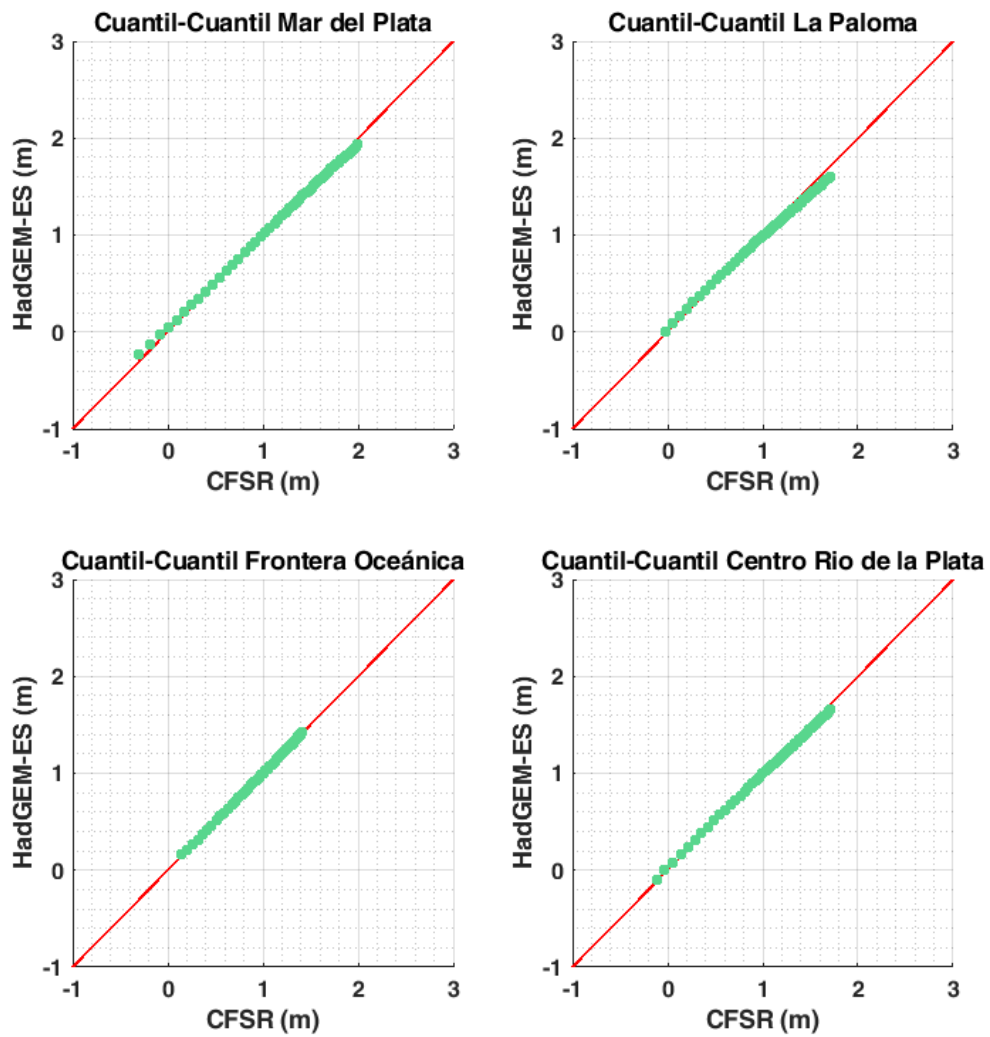 Cuantil-Cuantil Mar del Plata
3
2
1
0
-1
-1 0 1 2 3
HadGEM-ES (m)
CFSR (m)
Cuantil-Cuantil La Paloma
3
2
1
0
-1
-1 0 1 2 3
HadGEM-ES (m)
CFSR (m)
Cuantil-Cuantil Frontera Oceánica
3
2
1
0
-1
-1 0 1 2 3
HadGEM-ES (m)
CFSR (m)
Cuantil-Cuantil Centro Rio de la Plata
3
2
1
0
-1
-1 0 1 2 3
HadGEM-ES (m)
CFSR (m)